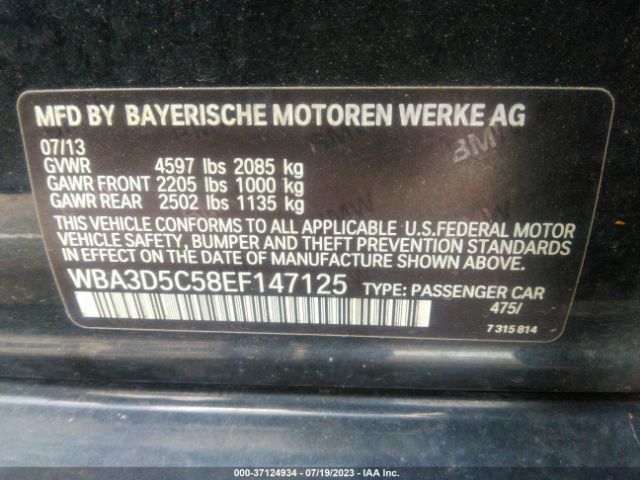 MFD BY BAYERISCHE MOTOREN WERKE AG
07/13
GVWR 4597 lbs 2085 kg
GAWR FRONT 2205 lbs 1000 kg
GAWR REAR 2502 lbs 1135 kg
BMW
THIS VEHICLE CONFORMS TO ALL APPLICABLE U.S.FEDERAL MOTOR
VEHICLE SAFETY, BUMPER AND THEFT PREVENTION STANDARDS
IN EFFECT ON THE DATE OF MANUFACTURE SHOWN ABOVE.
WBA3D5C58EF147125 TYPE: PASSENGER CAR
475/
7 315 814
000-37124934 - 07/19/2023 - IAA Inc.